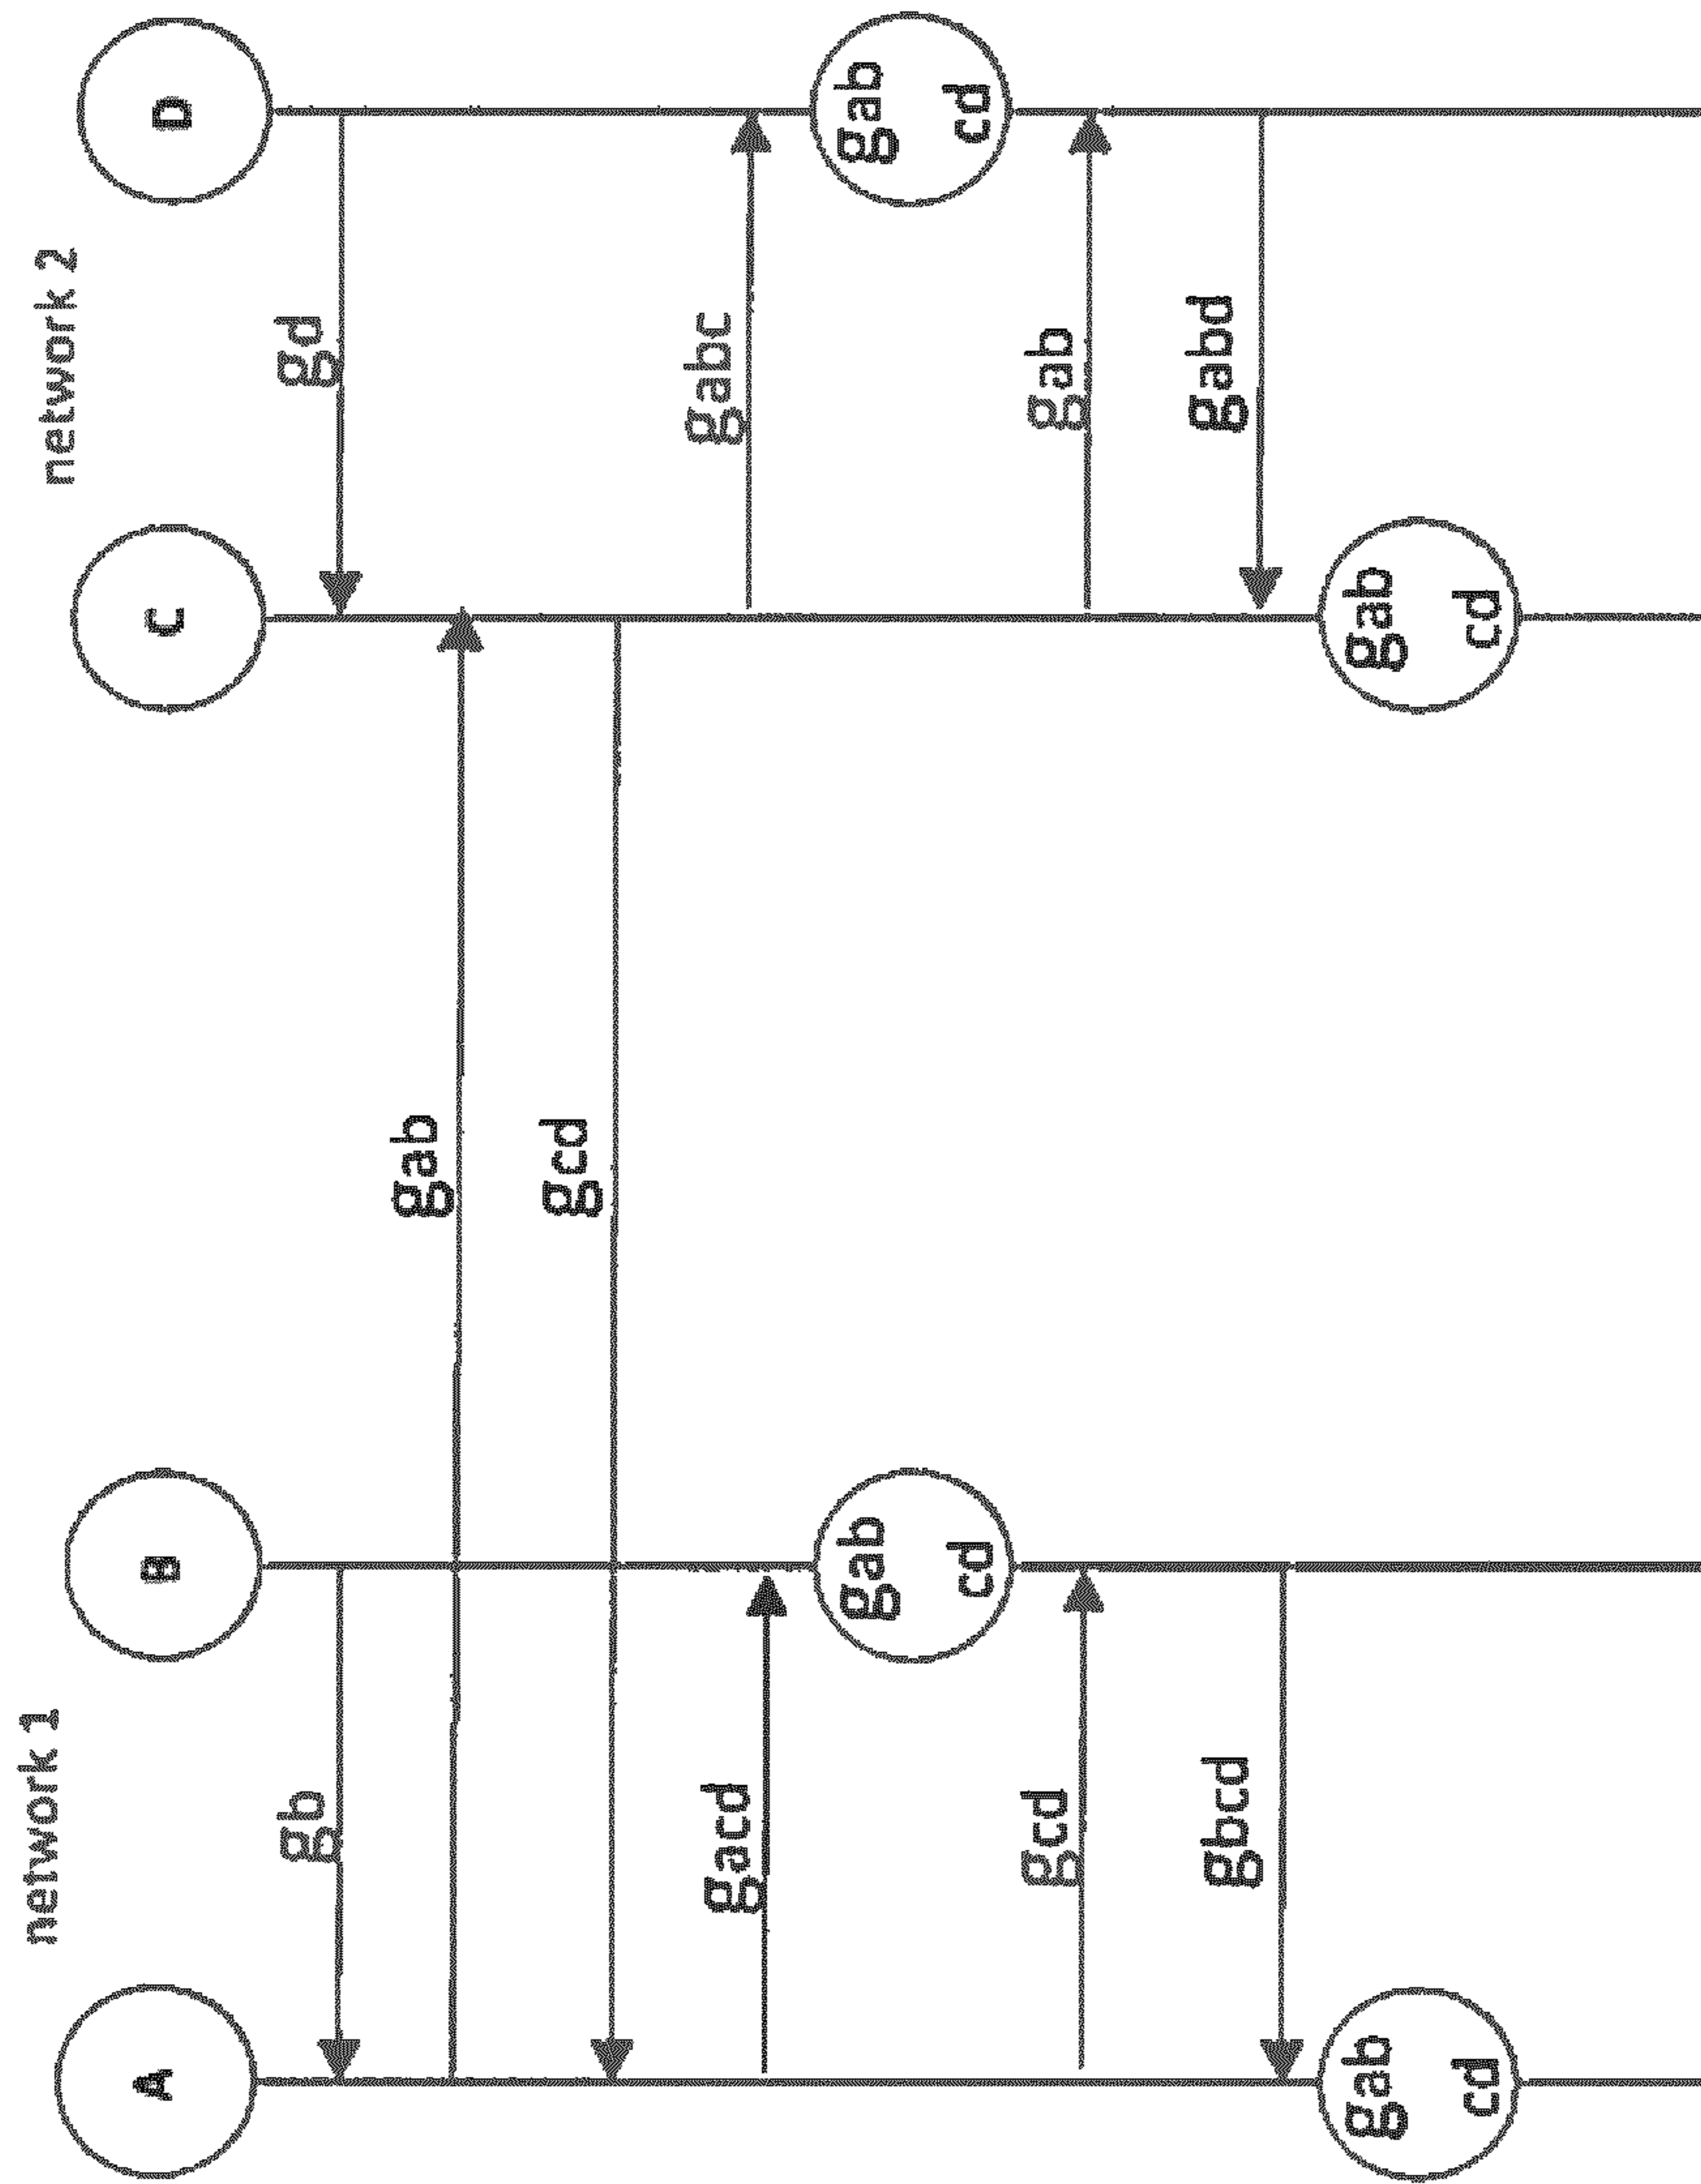 network 1
network 2
A
B
C
D
gb
gd
gab
gcd
gacd
gabc
gab
cd
gab
cd
gcd
gab
gbcd
gabd
gab
cd
gab
cd